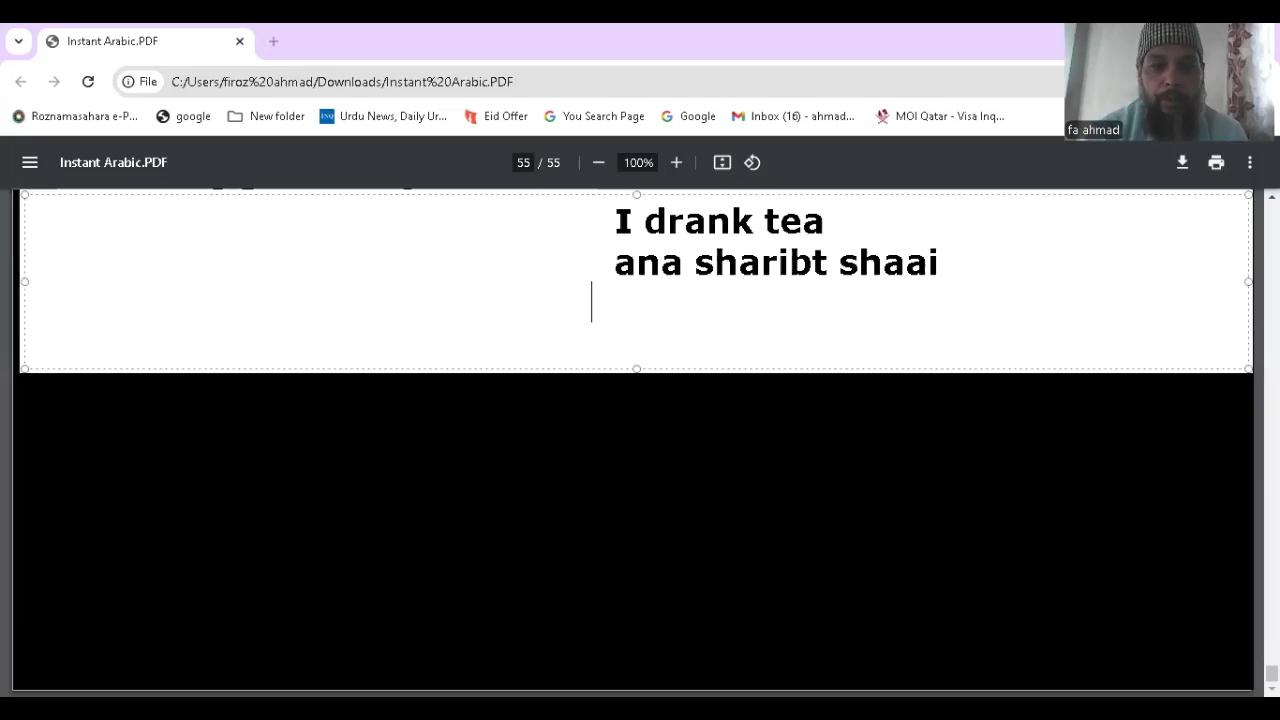 Instant Arabic.PDF
File
C:/Users/firoz%20ahmad/Downloads/Instant%20Arabic.PDF
Roznamasahara e-P...
google
New folder
Urdu News, Daily Ur...
Eid Offer
You Search Page
Google
Inbox (16) - ahmad...
MOI Qatar - Visa Inq...
fa ahmad
Instant Arabic.PDF
55 / 55
100%
I drank tea
ana sharibt shaai